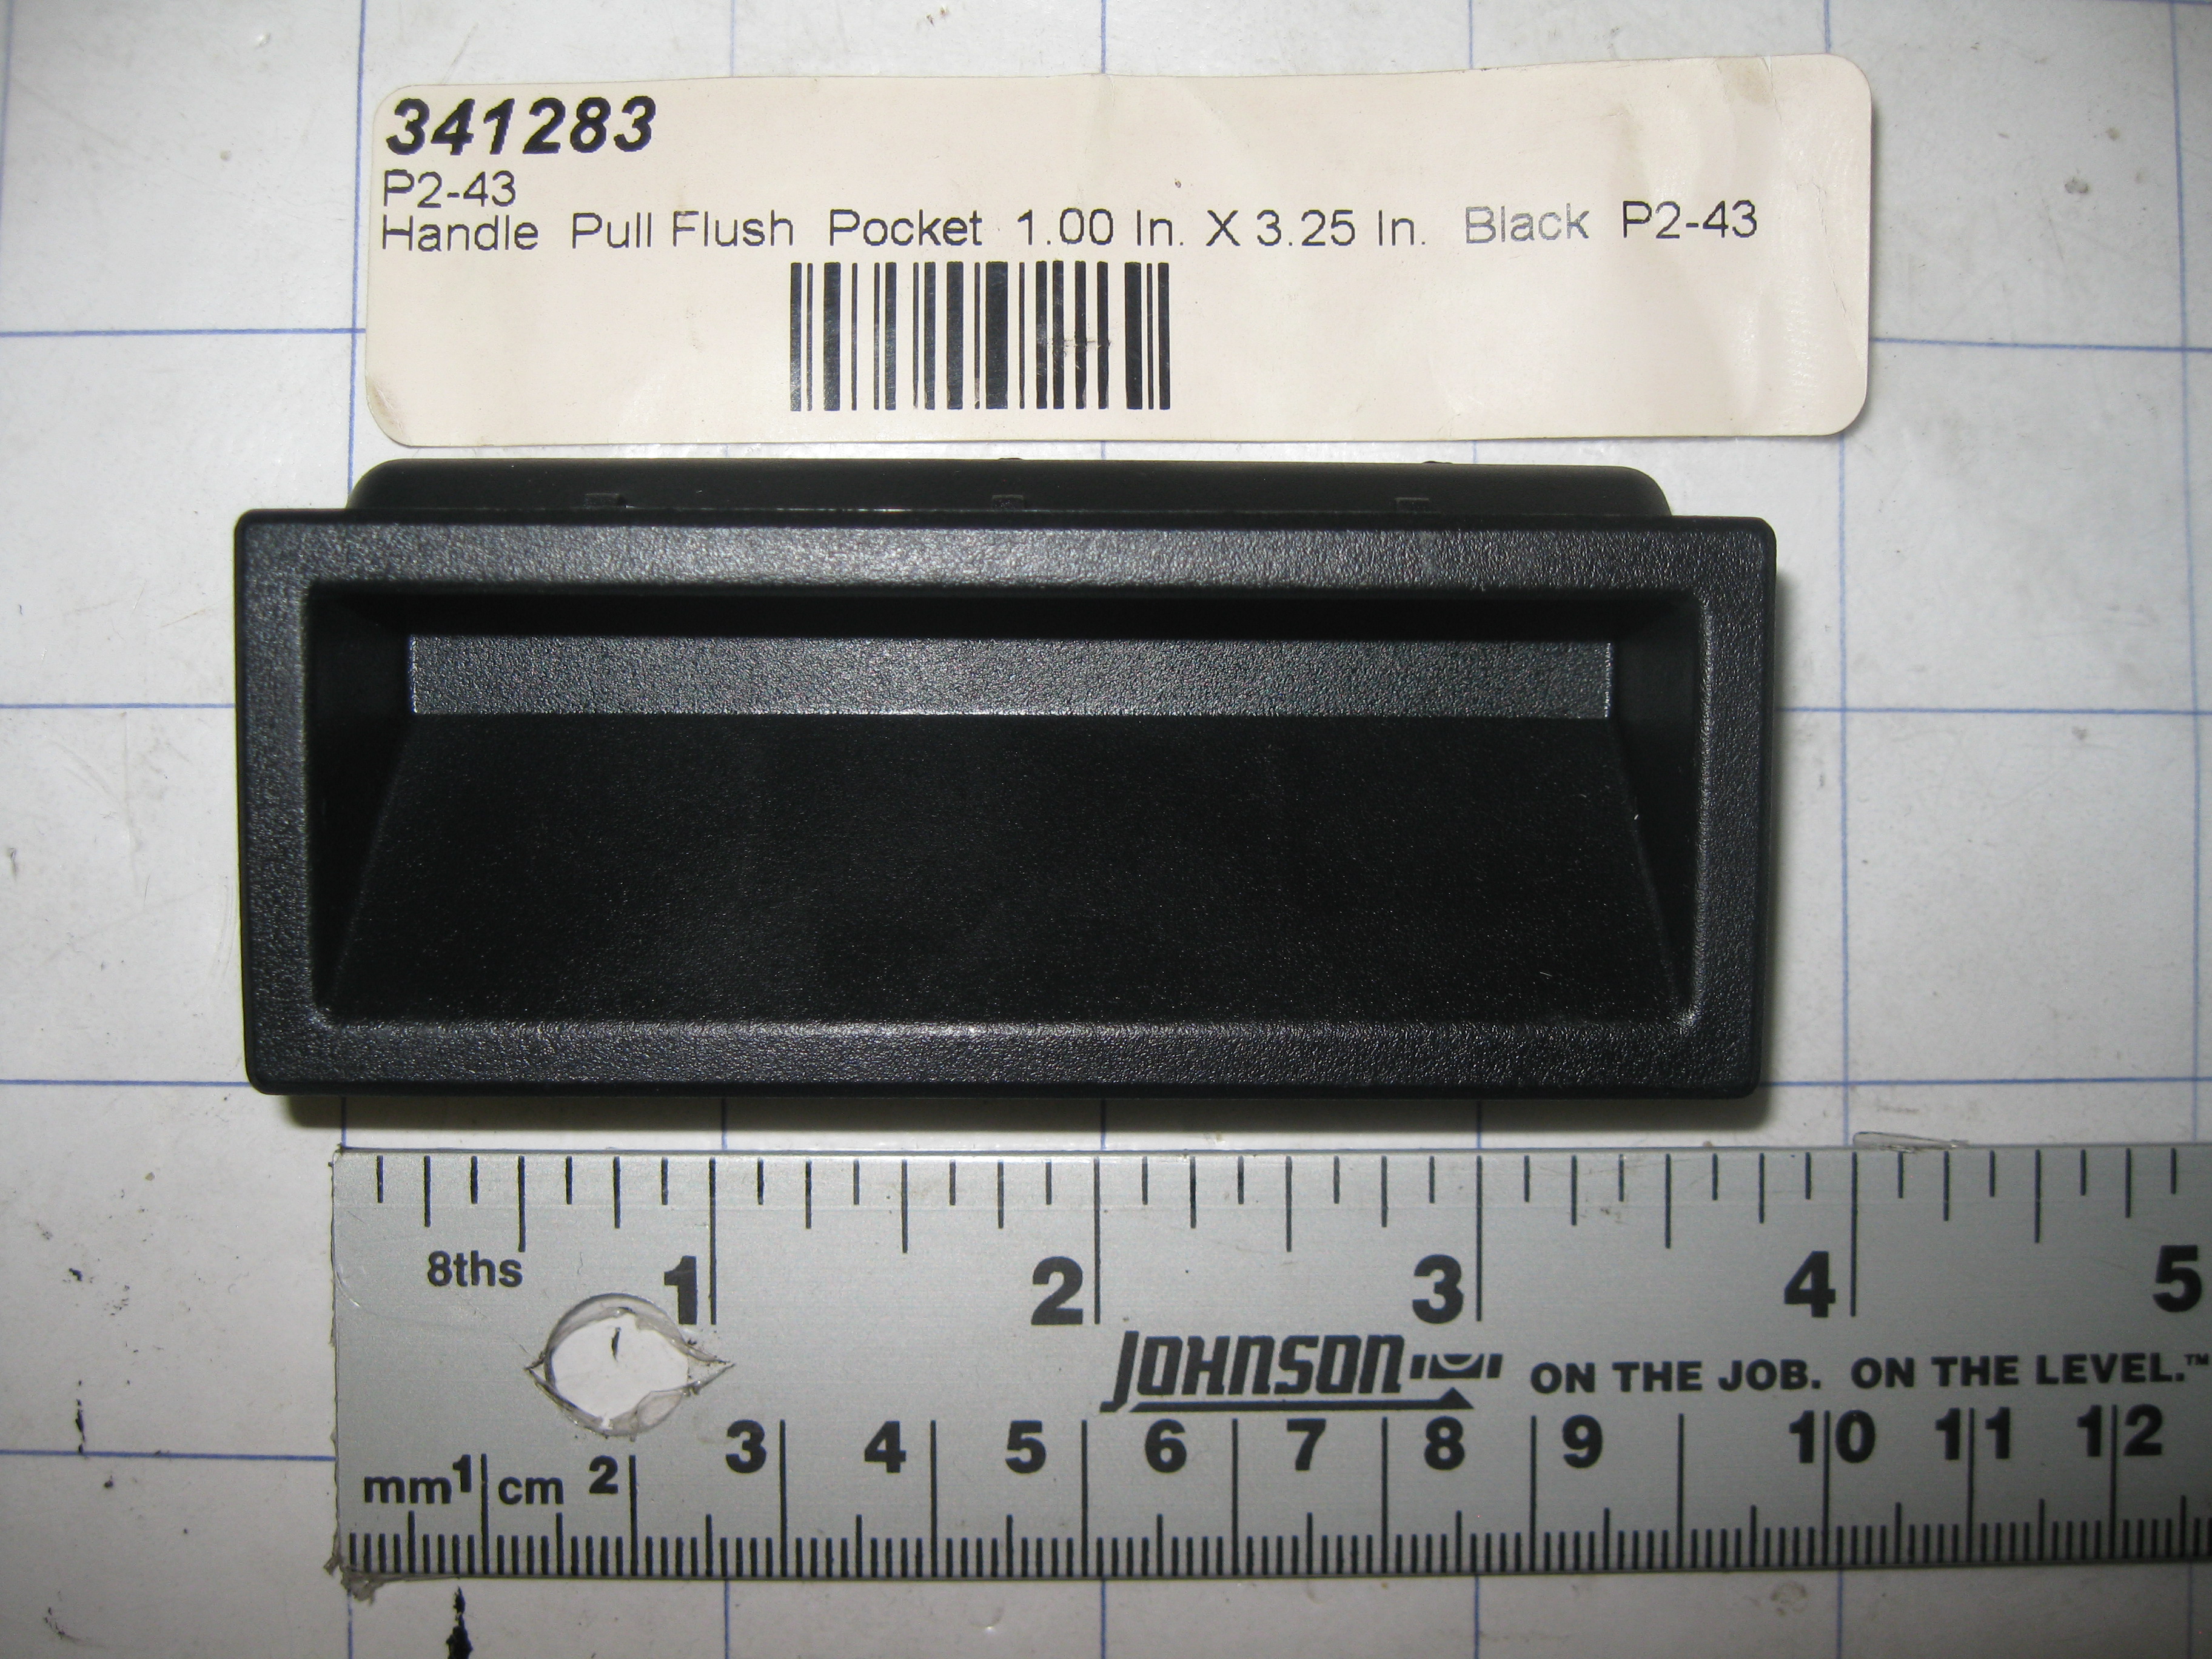 341283
P2-43
Handle Pull Flush Pocket 1.00 In. X 3.25 In. Black P2-43
8ths 1 2 3 4 5
JOHNSON ON THE JOB. ON THE LEVEL.™
mm 1 cm 2 3 4 5 6 7 8 9 10 11 12